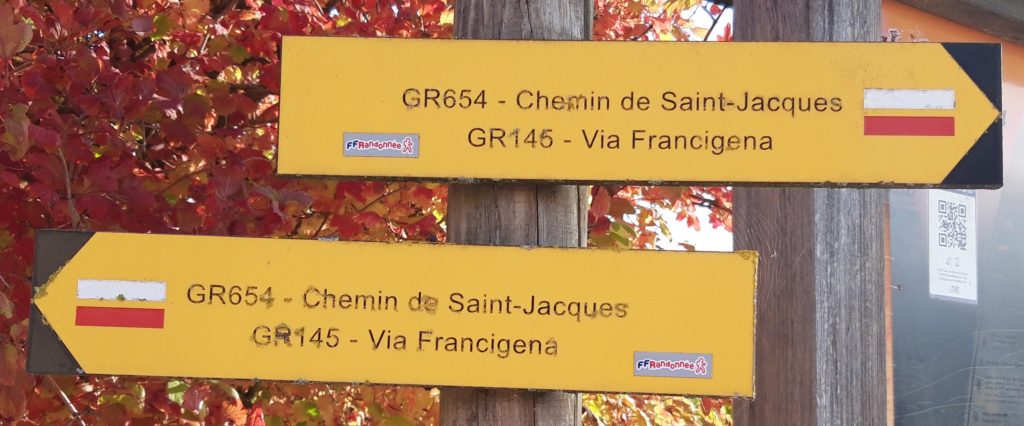 GR654 - Chemin de Saint-Jacques
GR145 - Via Francigena
FFRandonnée
GR654 - Chemin de Saint-Jacques
GR145 - Via Francigena
FFRandonnée